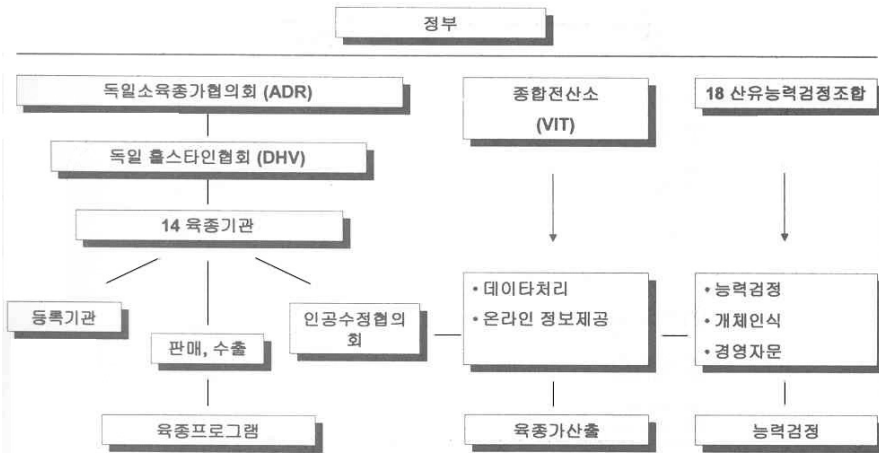 정부
독일소육종가협의회 (ADR)
종합전산소
(VIT)
18 산유능력검정조합
독일 홀스타인협회 (DHV)
14 육종기관
등록기관
판매, 수출
인공수정협의
회
• 데이타처리
• 온라인 정보제공
• 능력검정
• 개체인식
• 경영자문
육종프로그램
육종가산출
능력검정